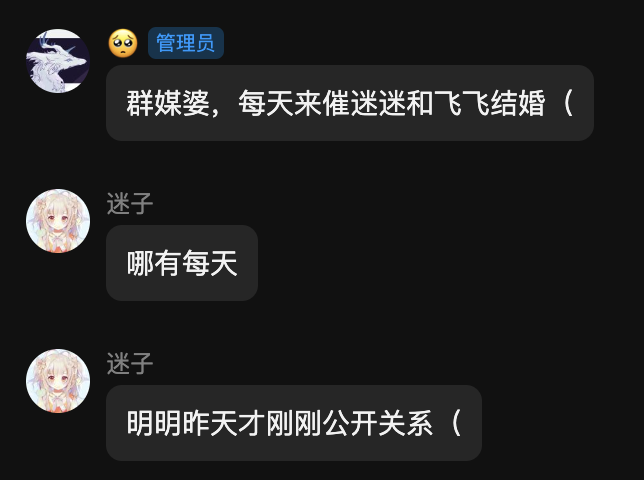 🥺 管理员
群媒婆，每天来催迷迷和飞飞结婚（
迷子
哪有每天
迷子
明明昨天才刚刚公开关系（